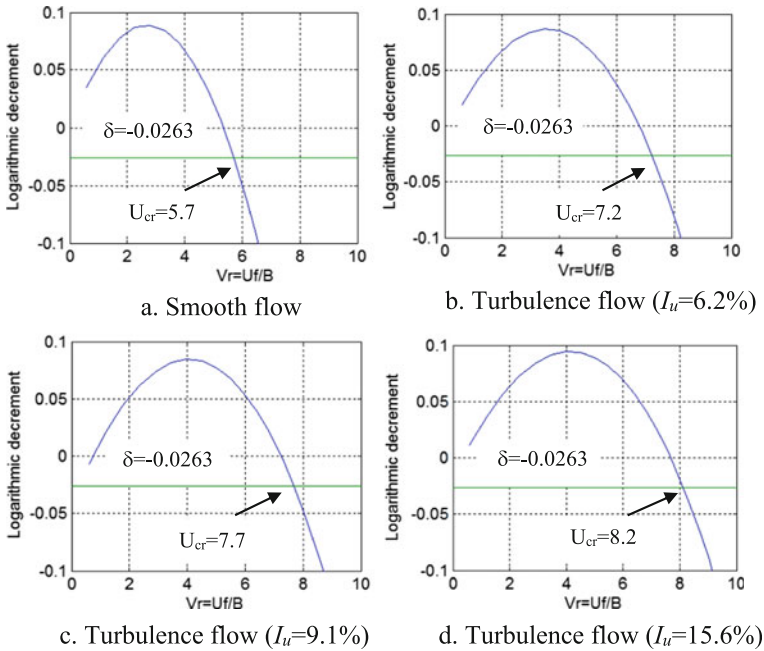 0.1
0.05
0
-0.05
-0.1
Logarithmic decrement
δ=-0.0263
Ucr=5.7
0 2 4 6 8 10
Vr=Uf/B
a. Smooth flow
0.1
0.05
0
-0.05
-0.1
Logarithmic decrement
δ=-0.0263
Ucr=7.2
0 2 4 6 8 10
Vr=Uf/B
b. Turbulence flow (Iu=6.2%)
0.1
0.05
0
-0.05
-0.1
Logarithmic decrement
δ=-0.0263
Ucr=7.7
0 2 4 6 8 10
Vr=Uf/B
c. Turbulence flow (Iu=9.1%)
0.1
0.05
0
-0.05
-0.1
Logarithmic decrement
δ=-0.0263
Ucr=8.2
0 2 4 6 8 10
Vr=Uf/B
d. Turbulence flow (Iu=15.6%)